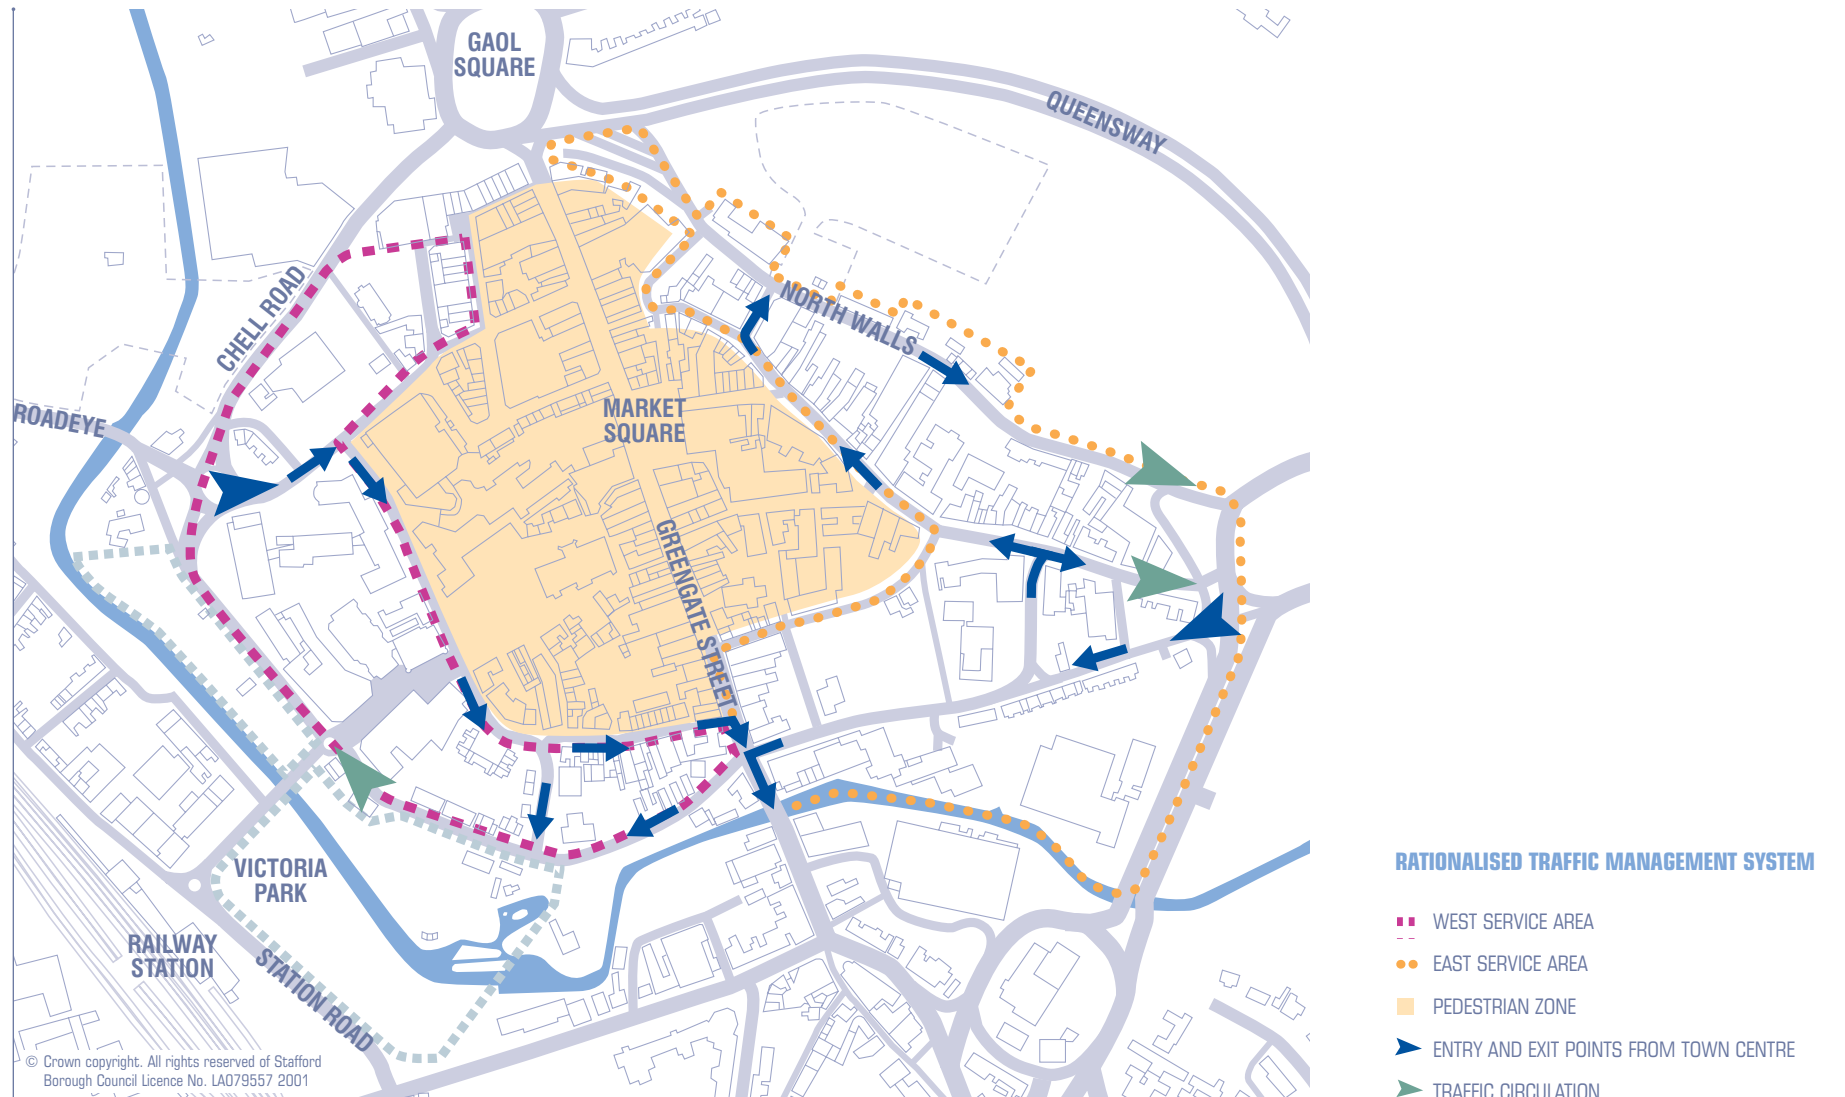 GAOL
SQUARE
QUEENSWAY
CHELL ROAD
NORTH WALLS
ROADEYE
MARKET
SQUARE
GREENGATE STREET
VICTORIA
PARK
RAILWAY
STATION
STATION ROAD
© Crown copyright. All rights reserved of Stafford
Borough Council Licence No. LA079557 2001
RATIONALISED TRAFFIC MANAGEMENT SYSTEM
WEST SERVICE AREA
EAST SERVICE AREA
PEDESTRIAN ZONE
ENTRY AND EXIT POINTS FROM TOWN CENTRE
TRAFFIC CIRCULATION